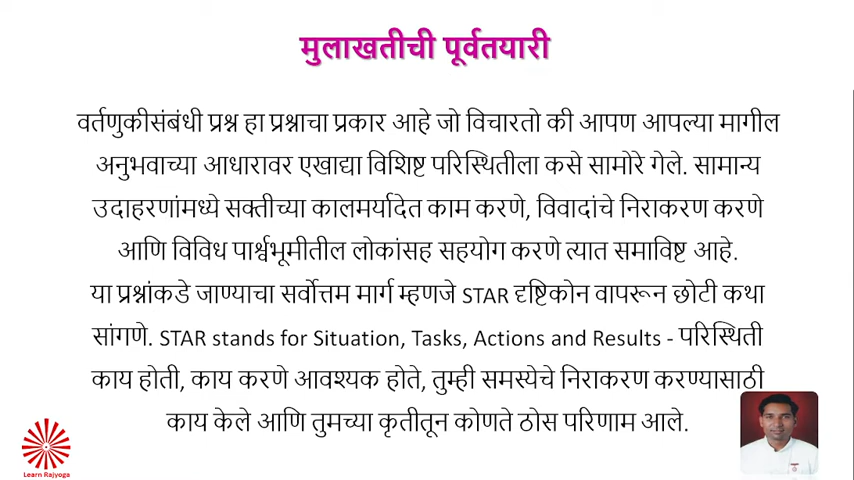 मुलाखतीची पूर्वतयारी
वर्तणुकीसंबंधी प्रश्न हा प्रश्नाचा प्रकार आहे जो विचारतो की आपण आपल्या मागील
अनुभवाच्या आधारावर एखाद्या विशिष्ट परिस्थितीला कसे सामोरे गेले. सामान्य
उदाहरणांमध्ये सक्तीच्या कालमर्यादेत काम करणे, विवादांचे निराकरण करणे
आणि विविध पार्श्वभूमीतील लोकांसह सहयोग करणे त्यात समाविष्ट आहे.
या प्रश्नांकडे जाण्याचा सर्वोत्तम मार्ग म्हणजे STAR दृष्टिकोन वापरून छोटी कथा
सांगणे. STAR stands for Situation, Tasks, Actions and Results - परिस्थिती
काय होती, काय करणे आवश्यक होते, तुम्ही समस्येचे निराकरण करण्यासाठी
काय केले आणि तुमच्या कृतीतून कोणते ठोस परिणाम आले.
Learn Rajyoga